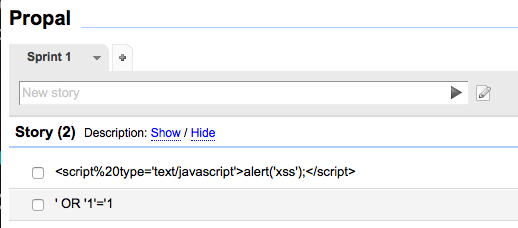 Propal
Sprint 1
New story
Story (2) Description: Show / Hide
<script%20type='text/javascript'>alert('xss');</script>
' OR '1'='1